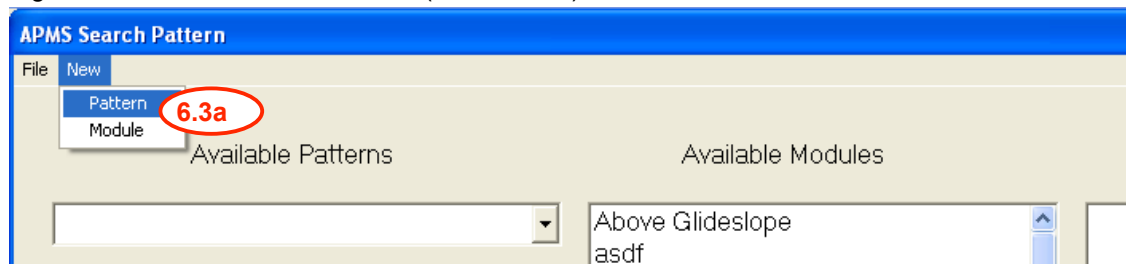 APMS Search Pattern
File New
Pattern
6.3a
Module
Available Patterns
Available Modules
Above Glideslope
asdf